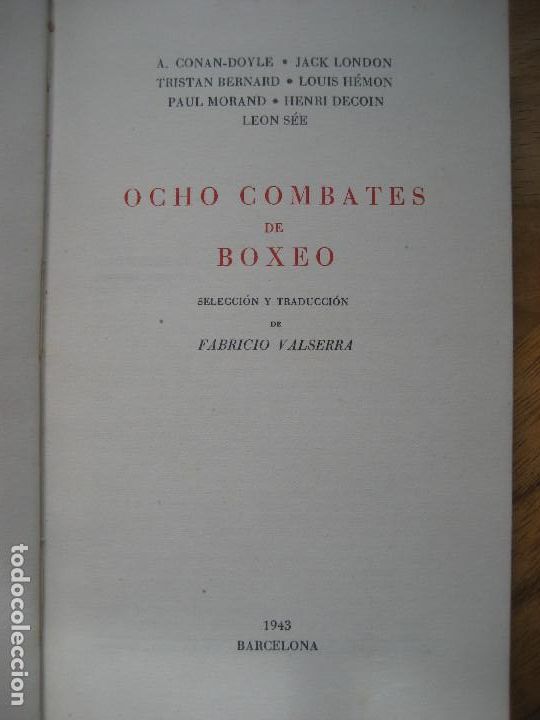 A. CONAN-DOYLE • JACK LONDON
TRISTAN BERNARD • LOUIS HÉMON
PAUL MORAND • HENRI DECOIN
LEON SÉE
OCHO COMBATES
DE
BOXEO
SELECCIÓN Y TRADUCCIÓN
DE
FABRICIO VALSERRA
1943
BARCELONA
todocoleccion.net